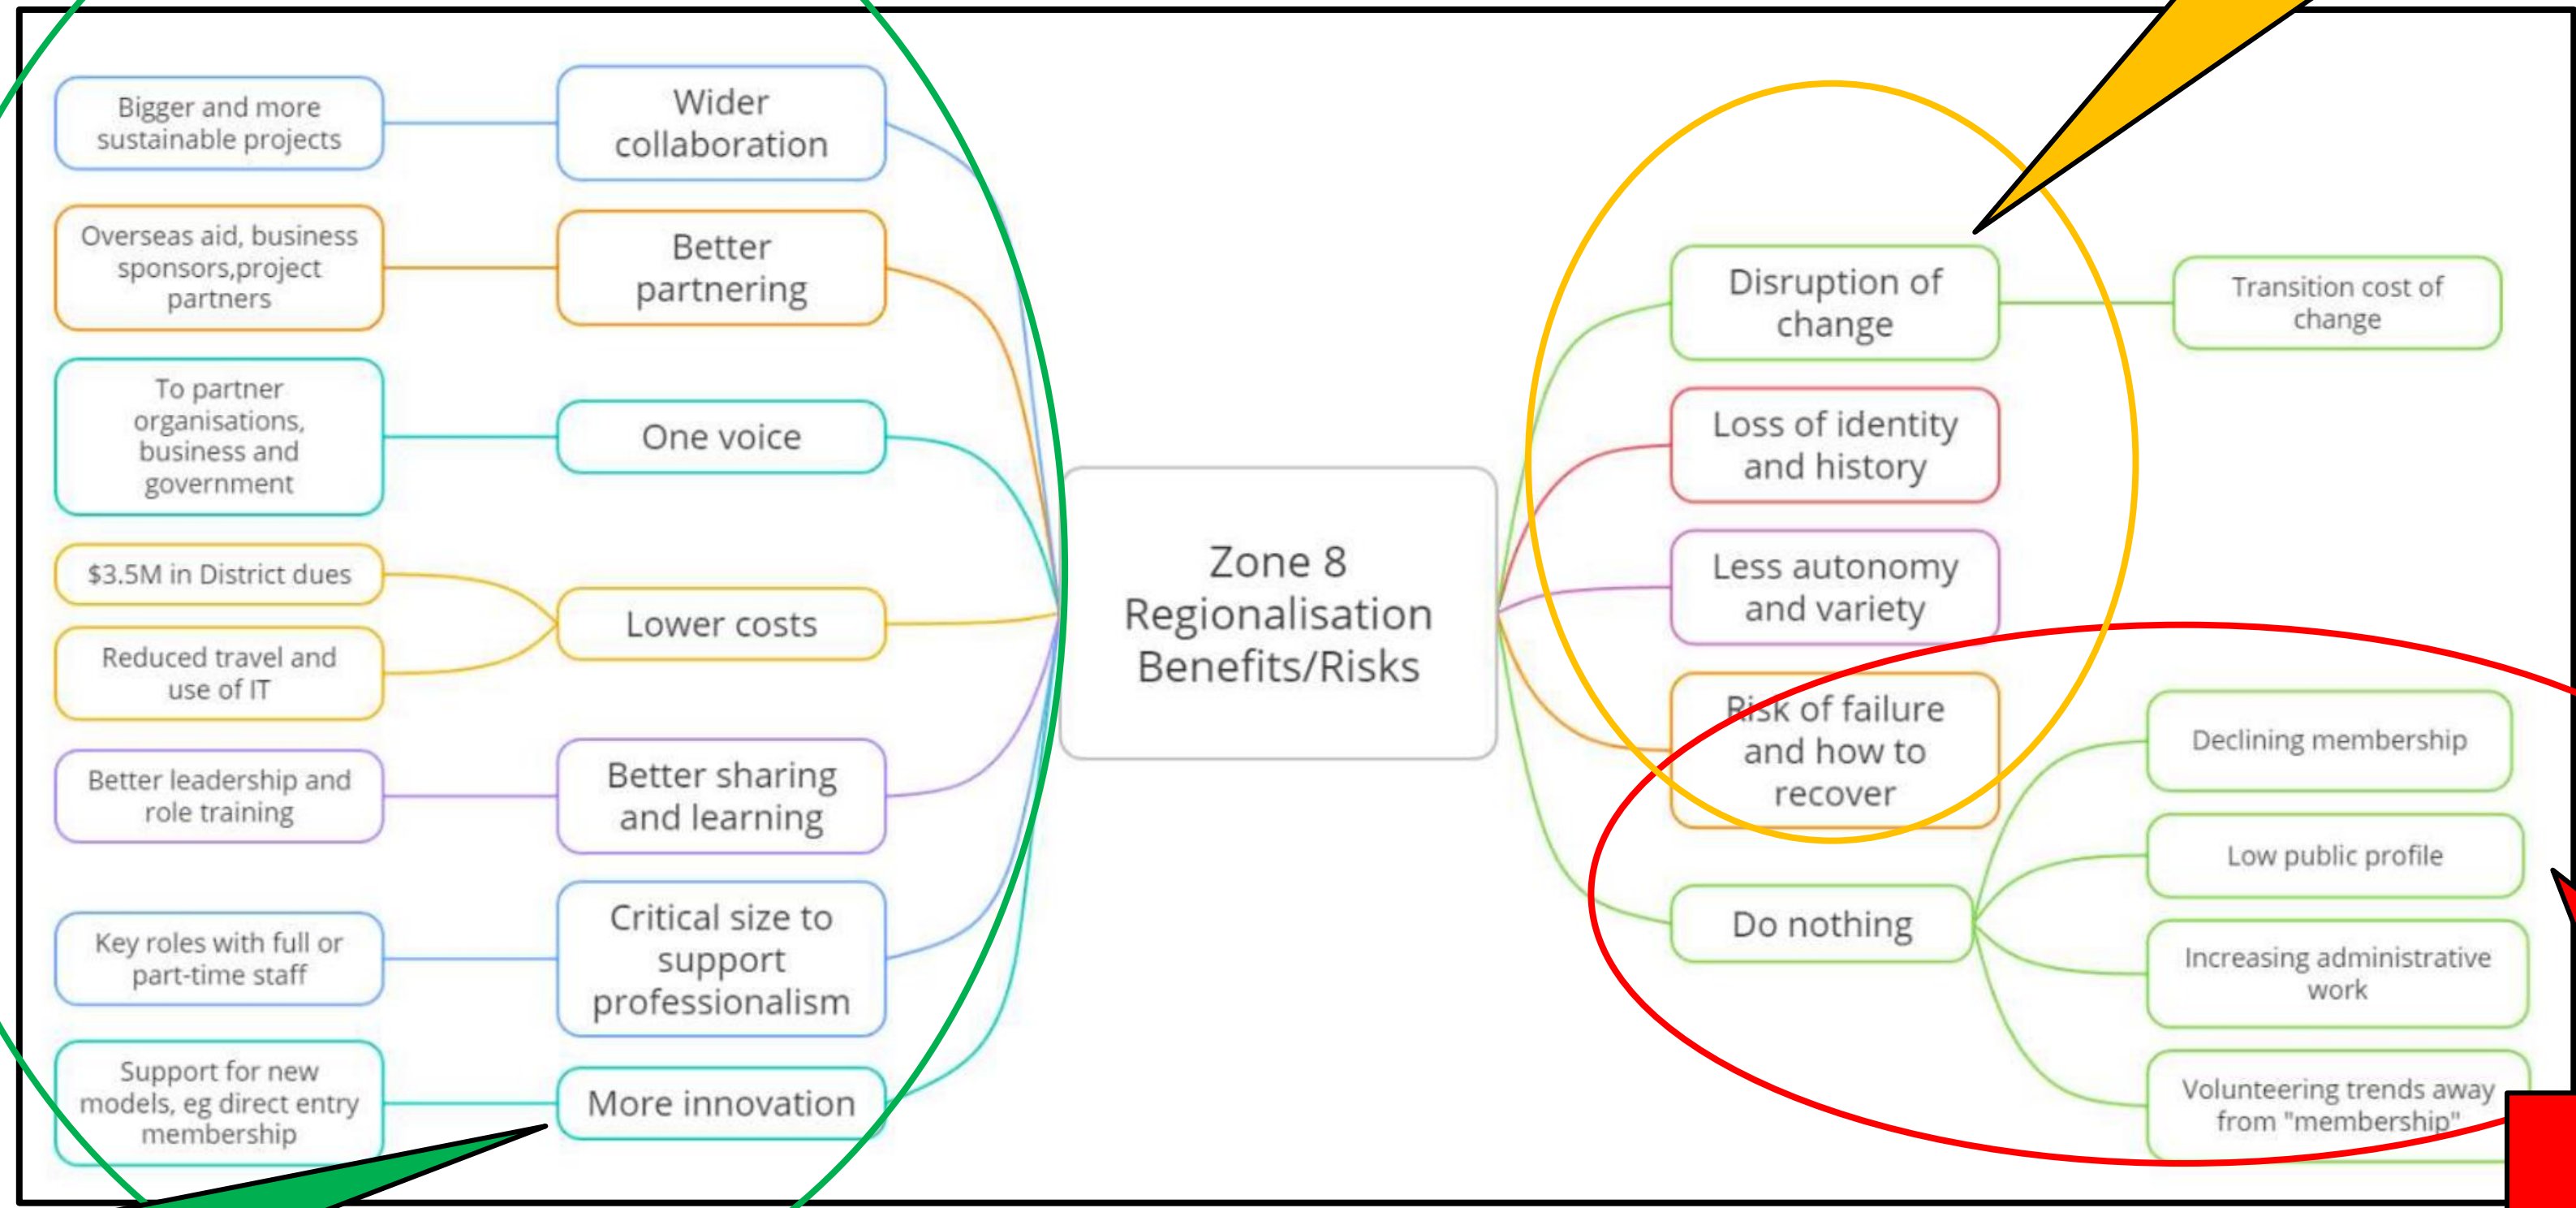 Bigger and more
sustainable projects
Wider
collaboration
Overseas aid, business
sponsors,project
partners
Better
partnering
To partner
organisations,
business and
government
One voice
$3.5M in District dues
Reduced travel and
use of IT
Lower costs
Better leadership and
role training
Better sharing
and learning
Key roles with full or
part-time staff
Critical size to
support
professionalism
Support for new
models, eg direct entry
membership
More innovation
Zone 8
Regionalisation
Benefits/Risks
Disruption of
change
Transition cost of
change
Loss of identity
and history
Less autonomy
and variety
Risk of failure
and how to
recover
Do nothing
Declining membership
Low public profile
Increasing administrative
work
Volunteering trends away
from "membership"